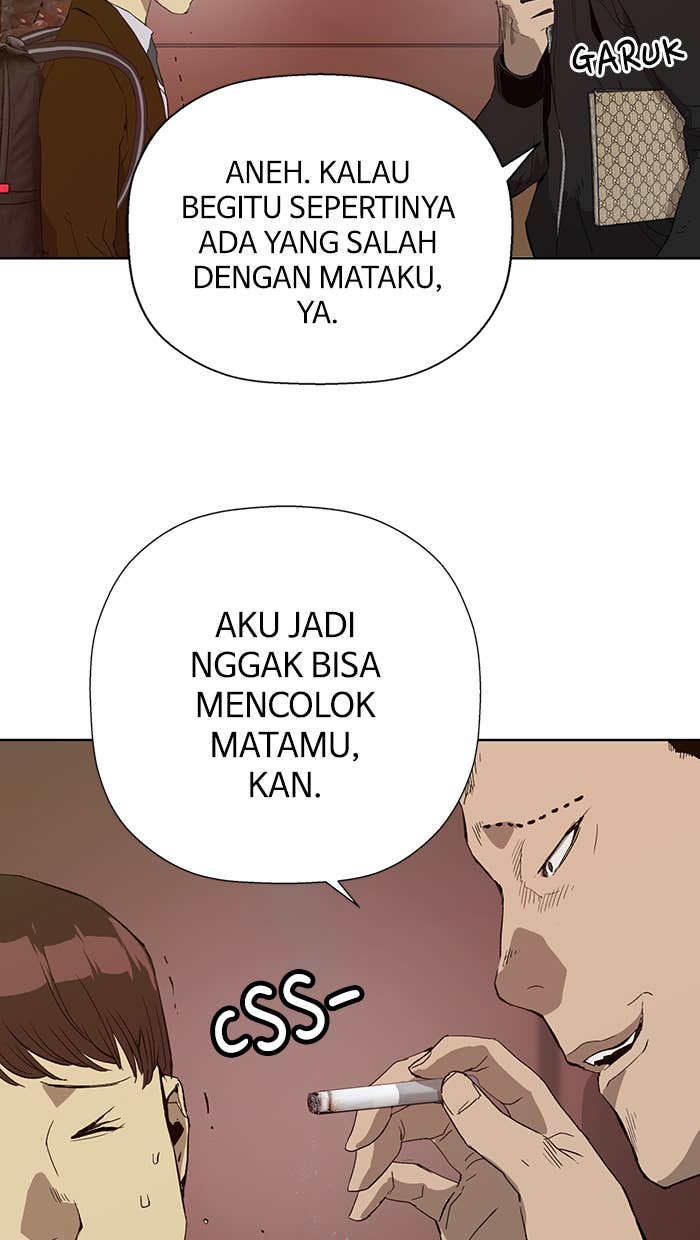 GARUK
ANEH. KALAU
BEGITU SEPERTINYA
ADA YANG SALAH
DENGAN MATAKU,
YA.
AKU JADI
NGGAK BISA
MENCOLOK
MATAMU,
KAN.
CSS-